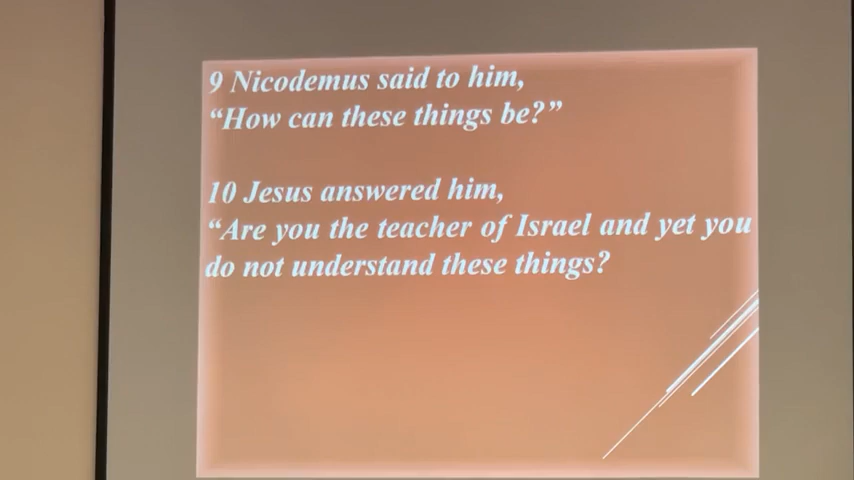 9 Nicodemus said to him,
“How can these things be?”
10 Jesus answered him,
“Are you the teacher of Israel and yet you
do not understand these things?